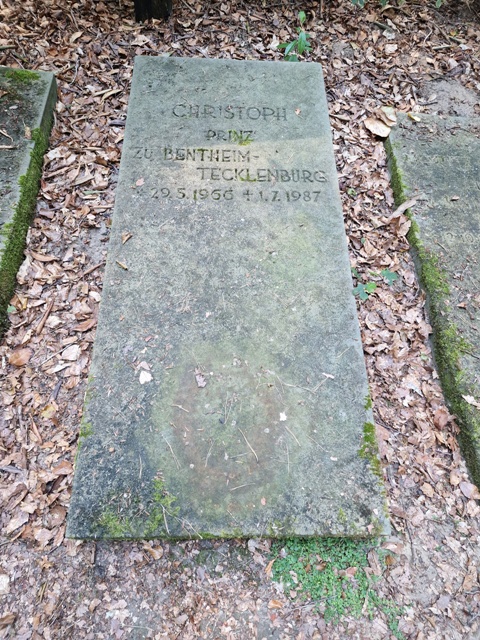 CHRISTOPH
PRINZ
ZU BENTHEIM-
TECKLENBURG
29.5.1966 + 1.7.1987